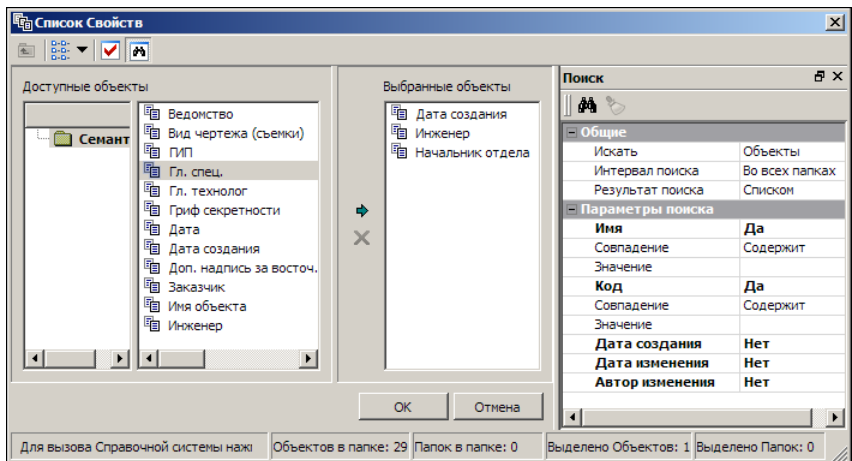 Список Свойств
Доступные объекты
Семант
Ведомство
Вид чертежа (съемки)
ГИП
Гл. спец.
Гл. технолог
Гриф секретности
Дата
Дата создания
Доп. надпись за восточ.
Заказчик
Имя объекта
Инженер
Выбранные объекты
Дата создания
Инженер
Начальник отдела
OK
Отмена
Поиск
Общие
Искать Объекты
Интервал поиска Во всех папках
Результат поиска Списком
Параметры поиска
Имя Да
Совпадение Содержит
Значение
Код Да
Совпадение Содержит
Значение
Дата создания Нет
Дата изменения Нет
Автор изменения Нет
Для вызова Справочной системы нажи Объектов в папке: 29 Папок в папке: 0 Выделено Объектов: 1 Выделено Папок: 0